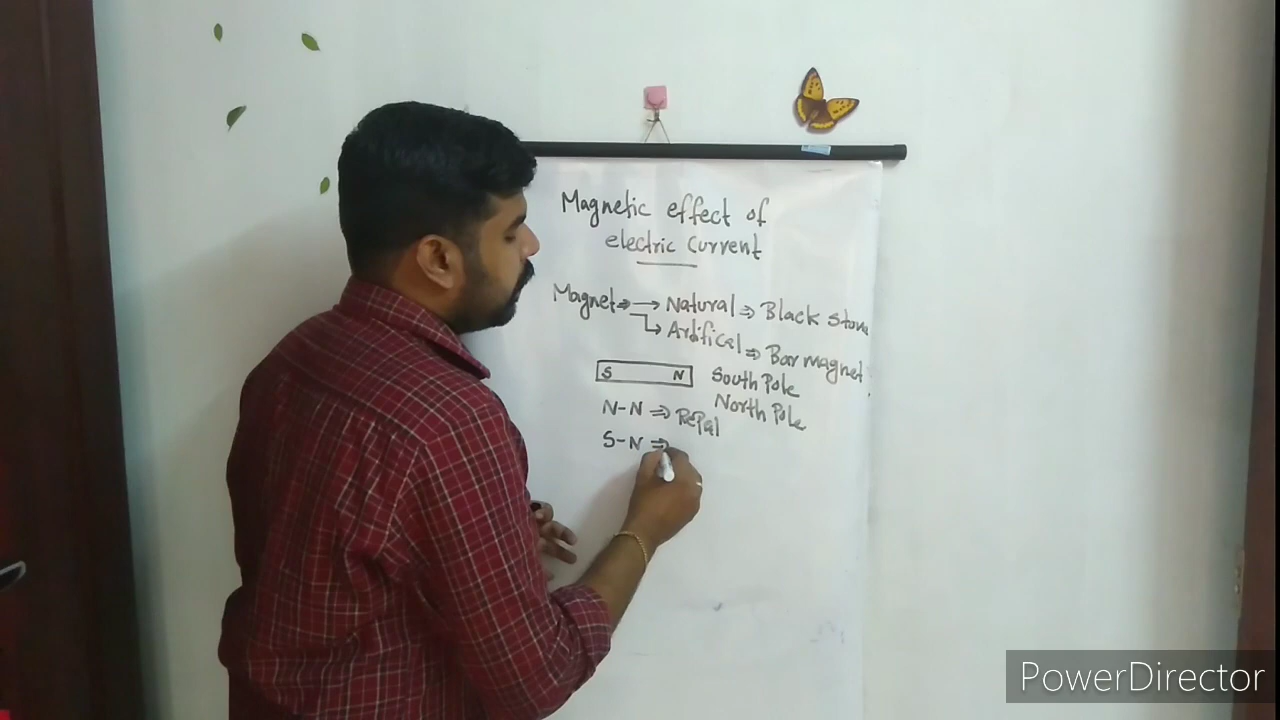 Magnetic effect of
electric current
Magnet ⇒ → Natural ⇒ Black stone
↳ Artifical ⇒ Bar magnet
S N
South Pole
North Pole
N-N ⇒ Repal
S-N ⇒
PowerDirector